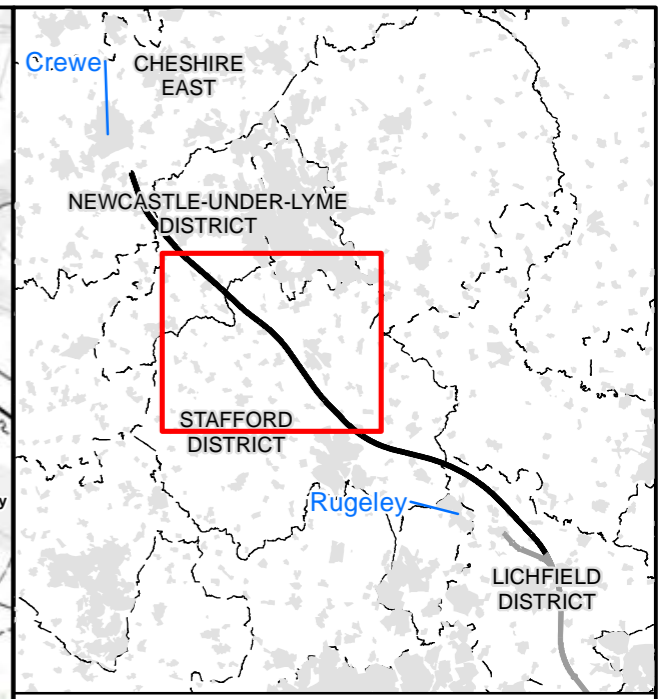 Crewe
CHESHIRE
EAST
NEWCASTLE-UNDER-LYME
DISTRICT
STAFFORD
DISTRICT
Rugeley
LICHFIELD
DISTRICT